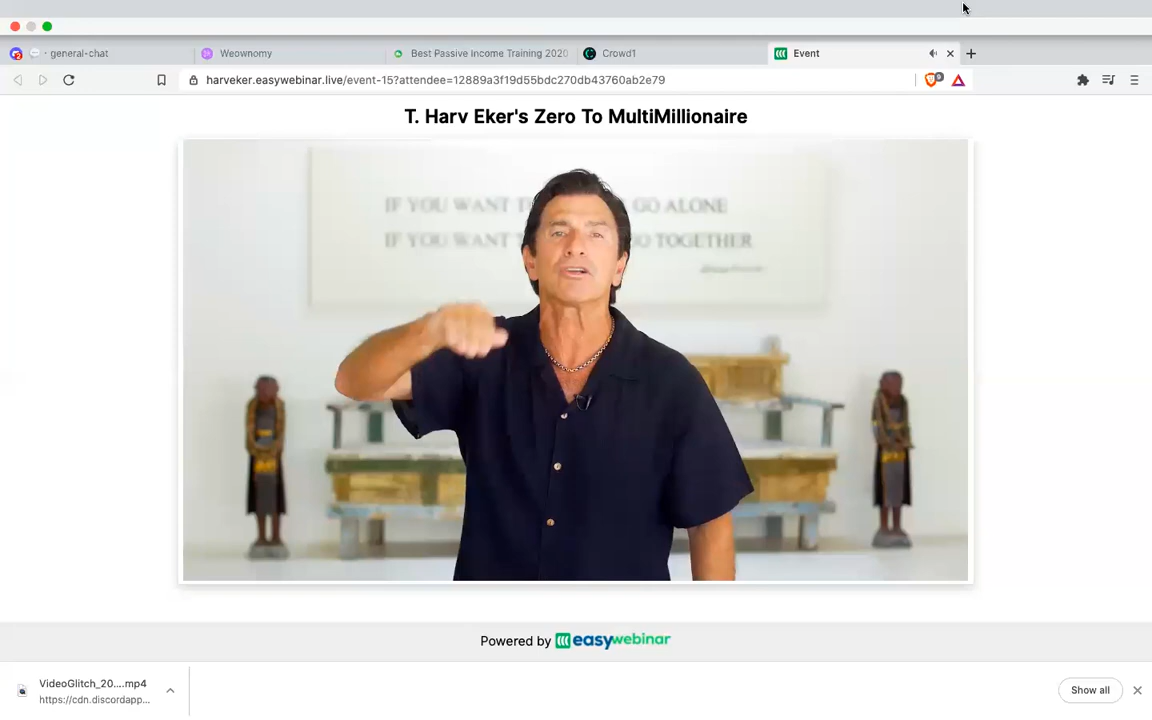 general-chat
Weownomy
Best Passive Income Training 2020
Crowd1
Event
harveker.easywebinar.live/event-15?attendee=12889a3f19d55bdc270db43760ab2e79
T. Harv Eker's Zero To MultiMillionaire
IF YOU WANT GO ALONE
IF YOU WANT TOGETHER
Powered by easywebinar
VideoGlitch_20....mp4
https://cdn.discordapp...
Show all